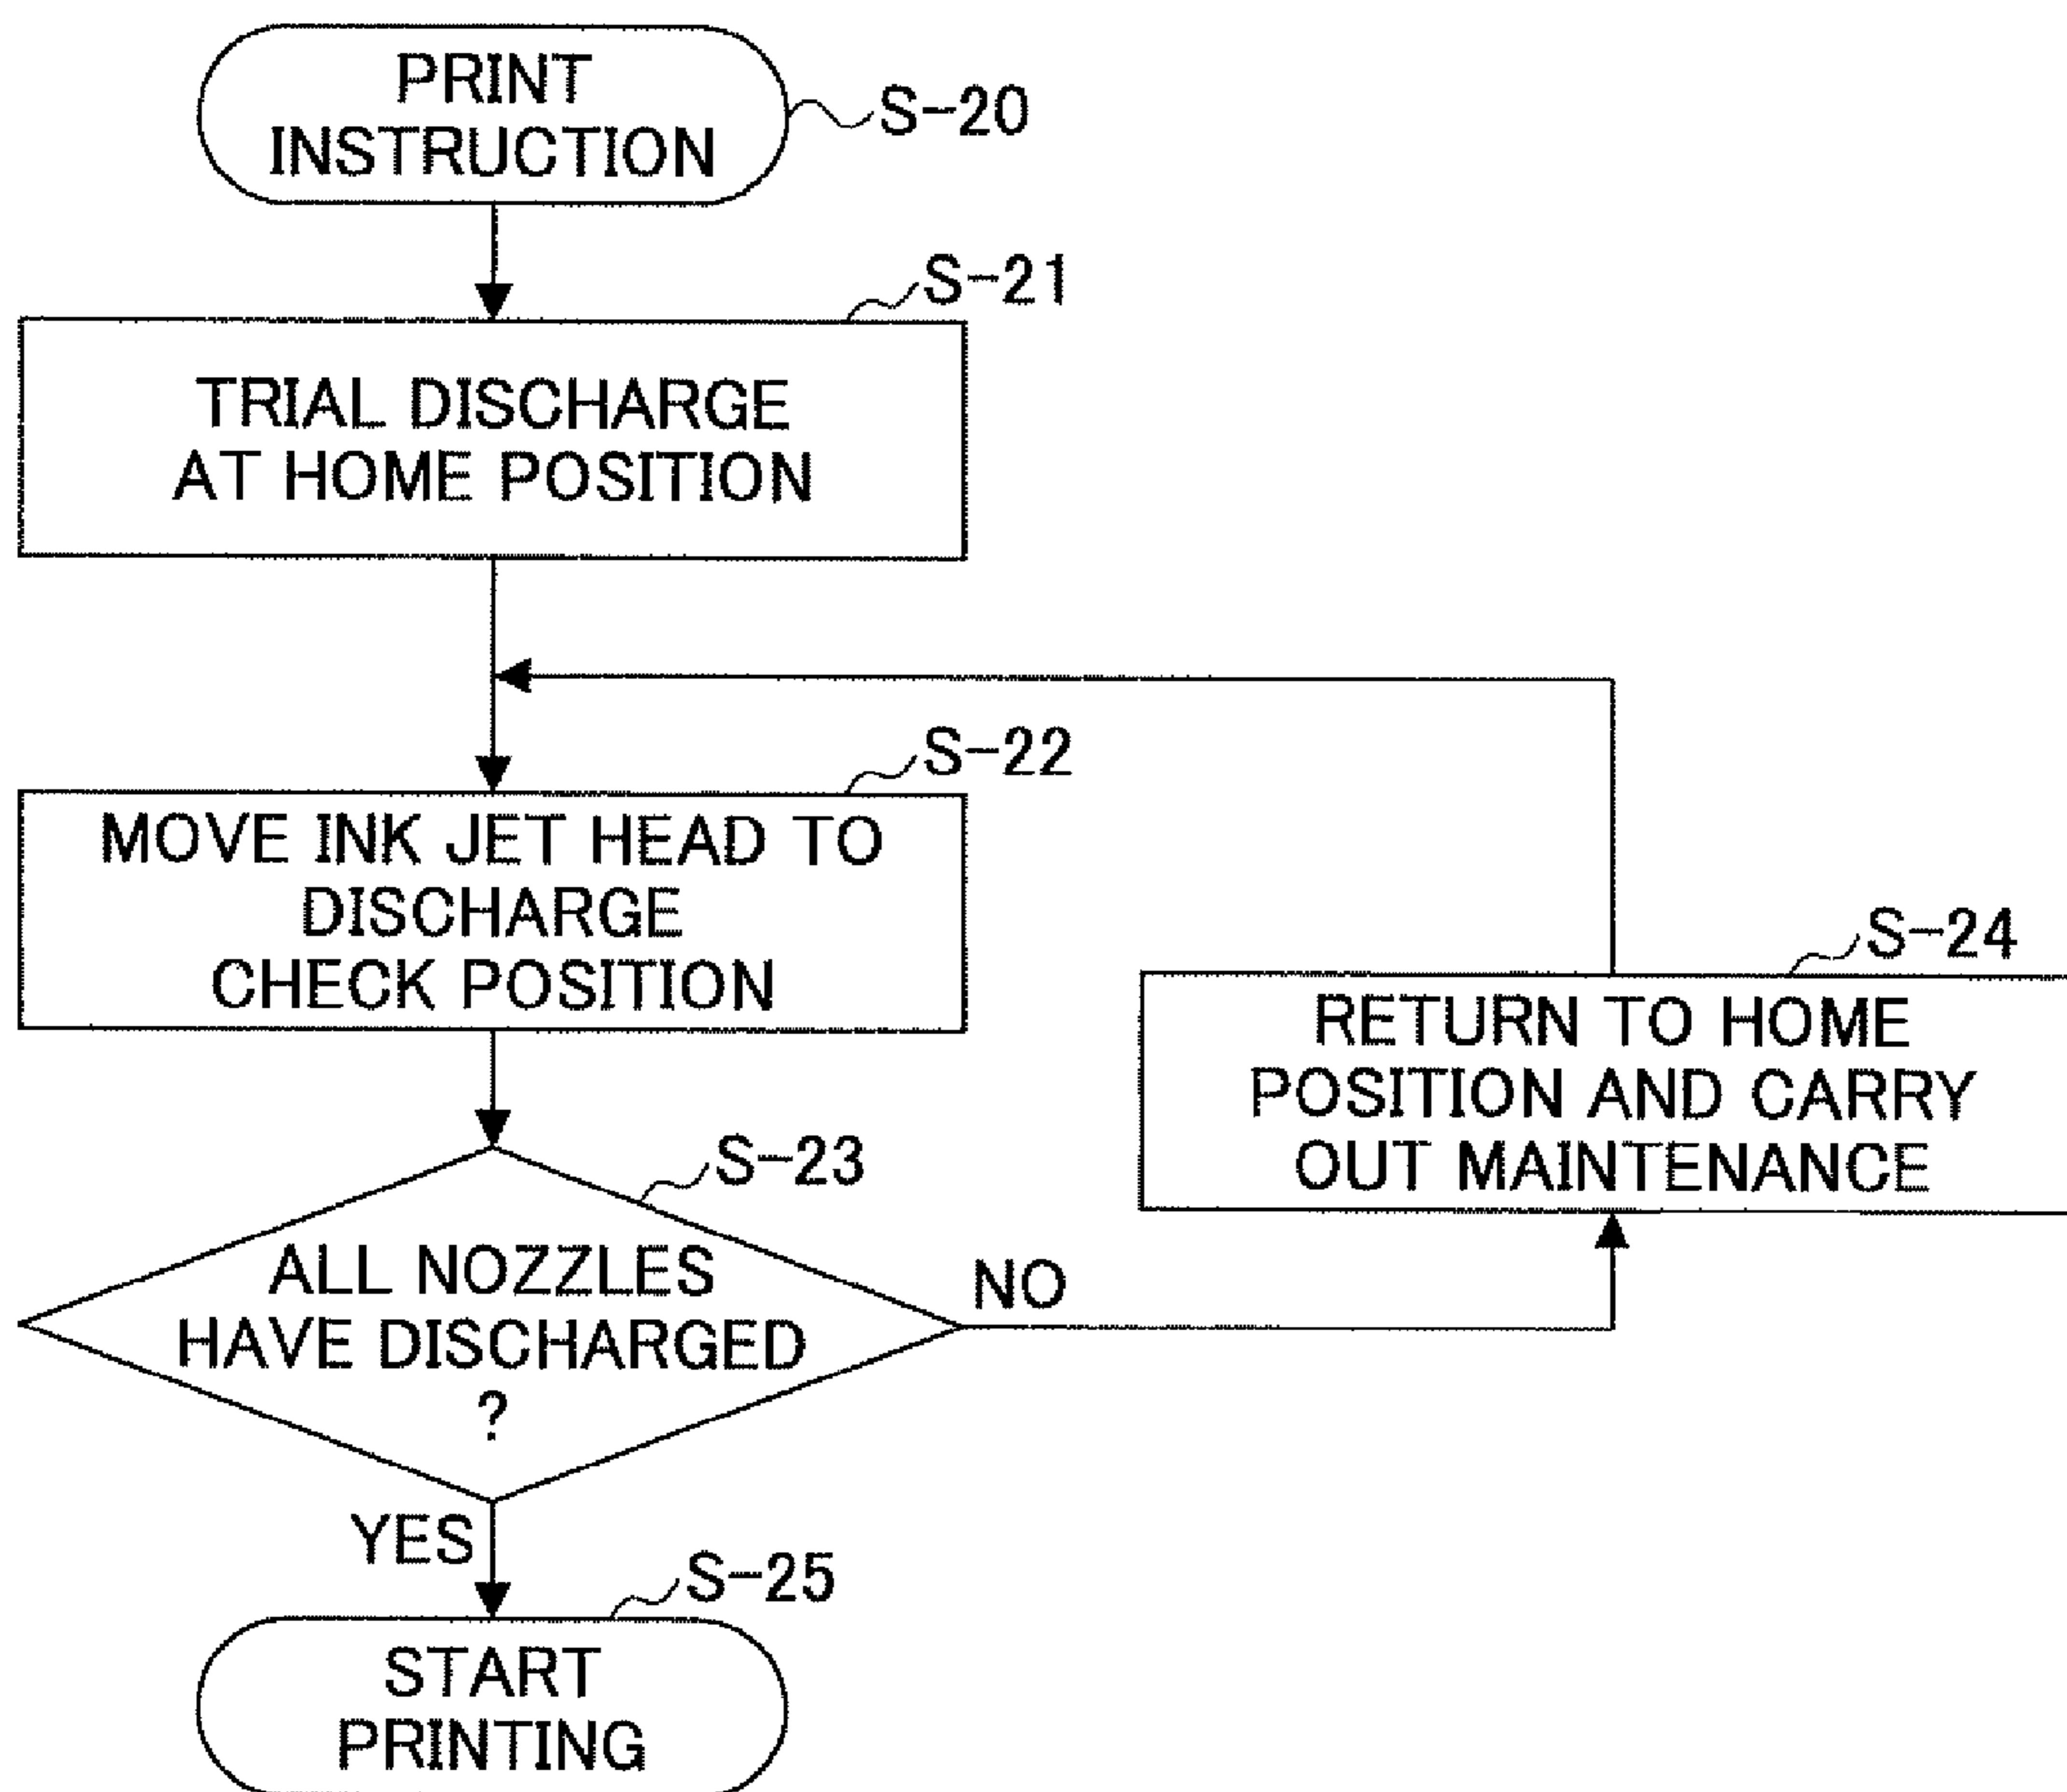 PRINT
INSTRUCTION
S-20
S-21
TRIAL DISCHARGE
AT HOME POSITION
S-22
MOVE INK JET HEAD TO
DISCHARGE
CHECK POSITION
S-23
ALL NOZZLES
HAVE DISCHARGED
?
NO
S-24
RETURN TO HOME
POSITION AND CARRY
OUT MAINTENANCE
YES
S-25
START
PRINTING